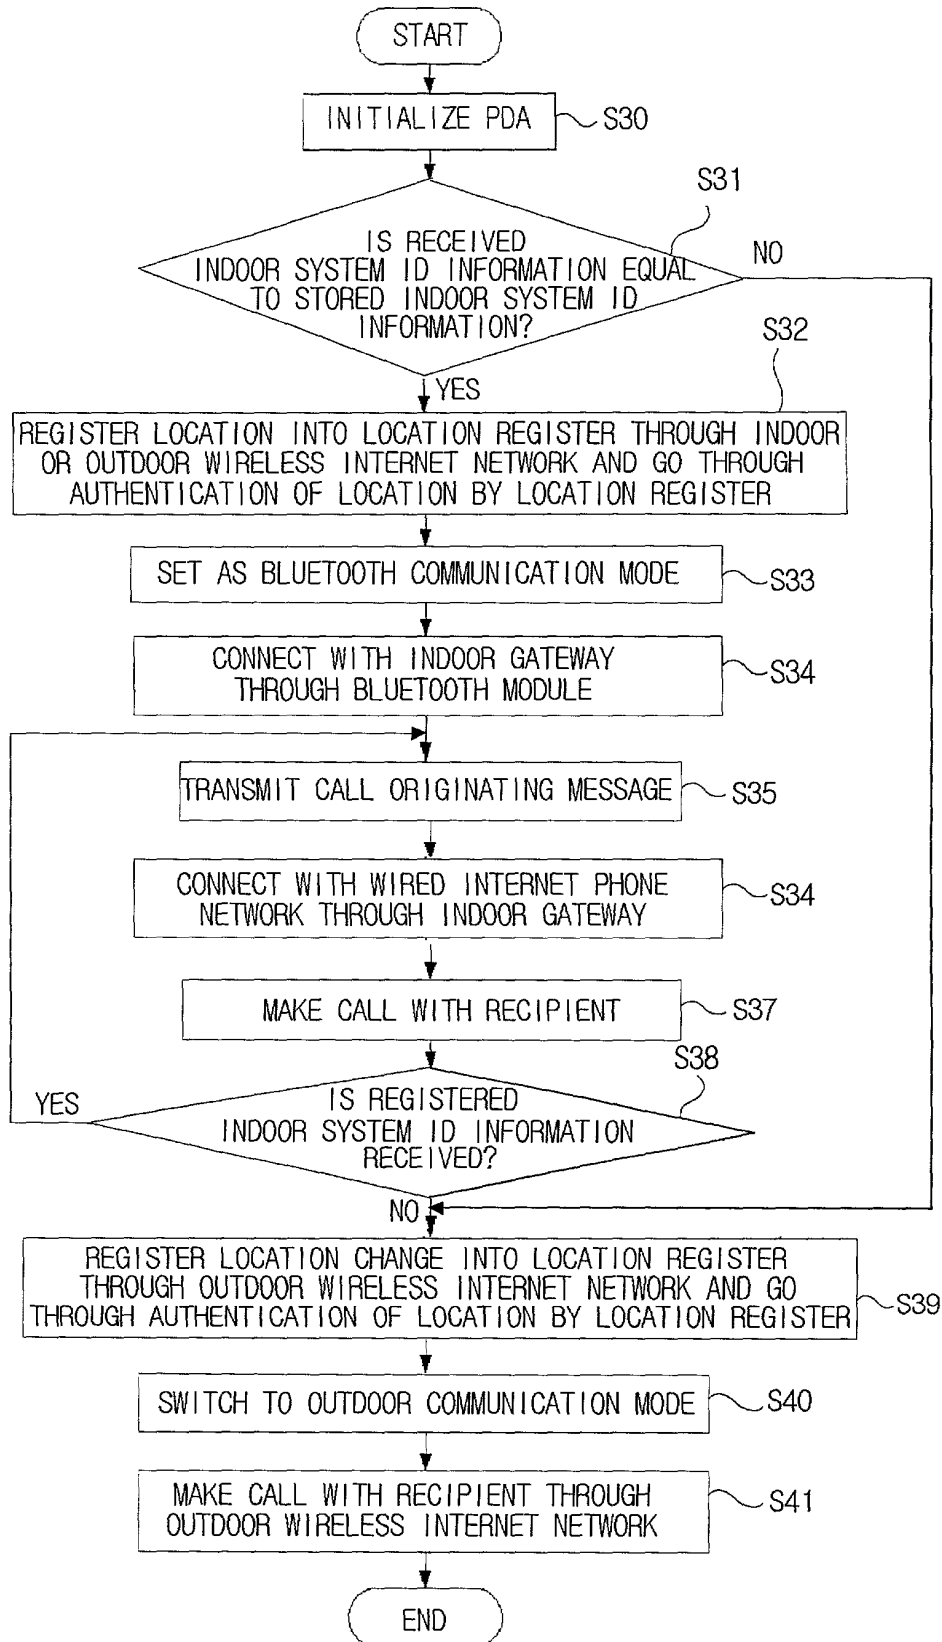 START
INITIALIZE PDA
S30
S31
IS RECEIVED
INDOOR SYSTEM ID INFORMATION EQUAL
TO STORED INDOOR SYSTEM ID
INFORMATION?
NO
YES
S32
REGISTER LOCATION INTO LOCATION REGISTER THROUGH INDOOR
OR OUTDOOR WIRELESS INTERNET NETWORK AND GO THROUGH
AUTHENTICATION OF LOCATION BY LOCATION REGISTER
SET AS BLUETOOTH COMMUNICATION MODE
S33
CONNECT WITH INDOOR GATEWAY
THROUGH BLUETOOTH MODULE
S34
TRANSMIT CALL ORIGINATING MESSAGE
S35
CONNECT WITH WIRED INTERNET PHONE
NETWORK THROUGH INDOOR GATEWAY
S34
MAKE CALL WITH RECIPIENT
S37
S38
YES
IS REGISTERED
INDOOR SYSTEM ID INFORMATION
RECEIVED?
NO
REGISTER LOCATION CHANGE INTO LOCATION REGISTER
THROUGH OUTDOOR WIRELESS INTERNET NETWORK AND GO
THROUGH AUTHENTICATION OF LOCATION BY LOCATION REGISTER
S39
SWITCH TO OUTDOOR COMMUNICATION MODE
S40
MAKE CALL WITH RECIPIENT THROUGH
OUTDOOR WIRELESS INTERNET NETWORK
S41
END